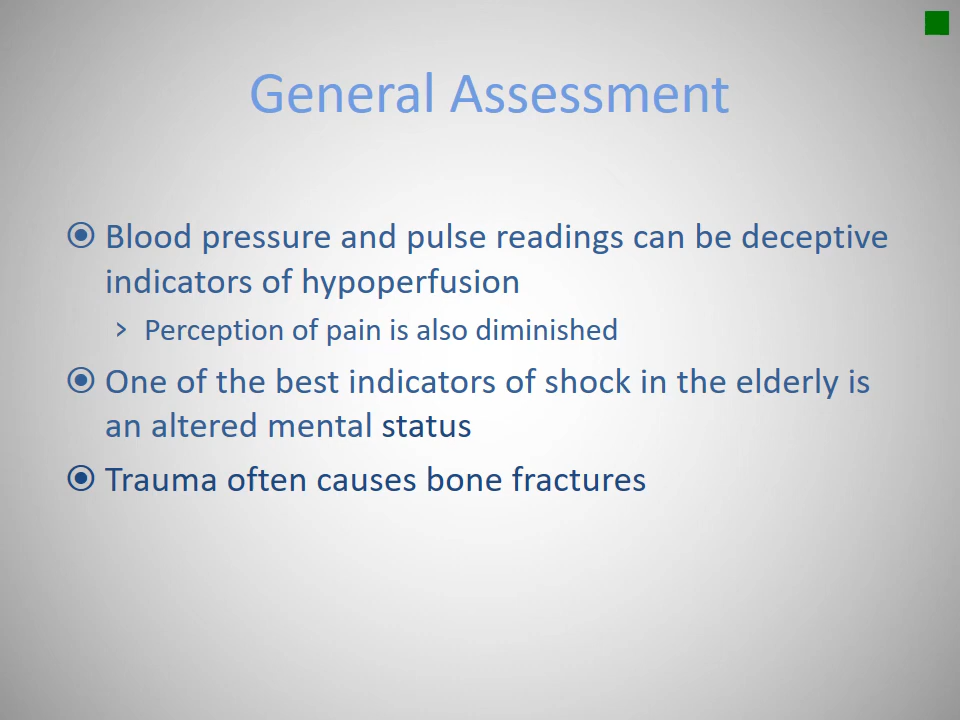 General Assessment
Blood pressure and pulse readings can be deceptive
indicators of hypoperfusion
Perception of pain is also diminished
One of the best indicators of shock in the elderly is
an altered mental status
Trauma often causes bone fractures